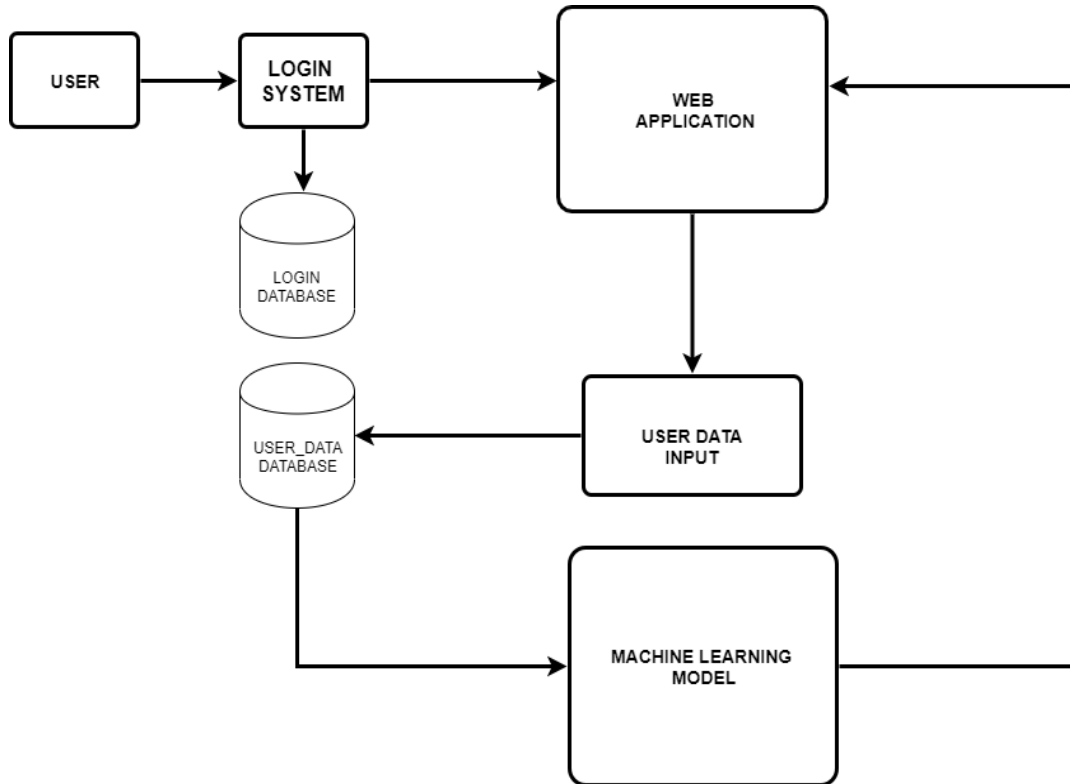 USER
LOGIN
SYSTEM
WEB
APPLICATION
LOGIN
DATABASE
USER_DATA
DATABASE
USER DATA
INPUT
MACHINE LEARNING
MODEL